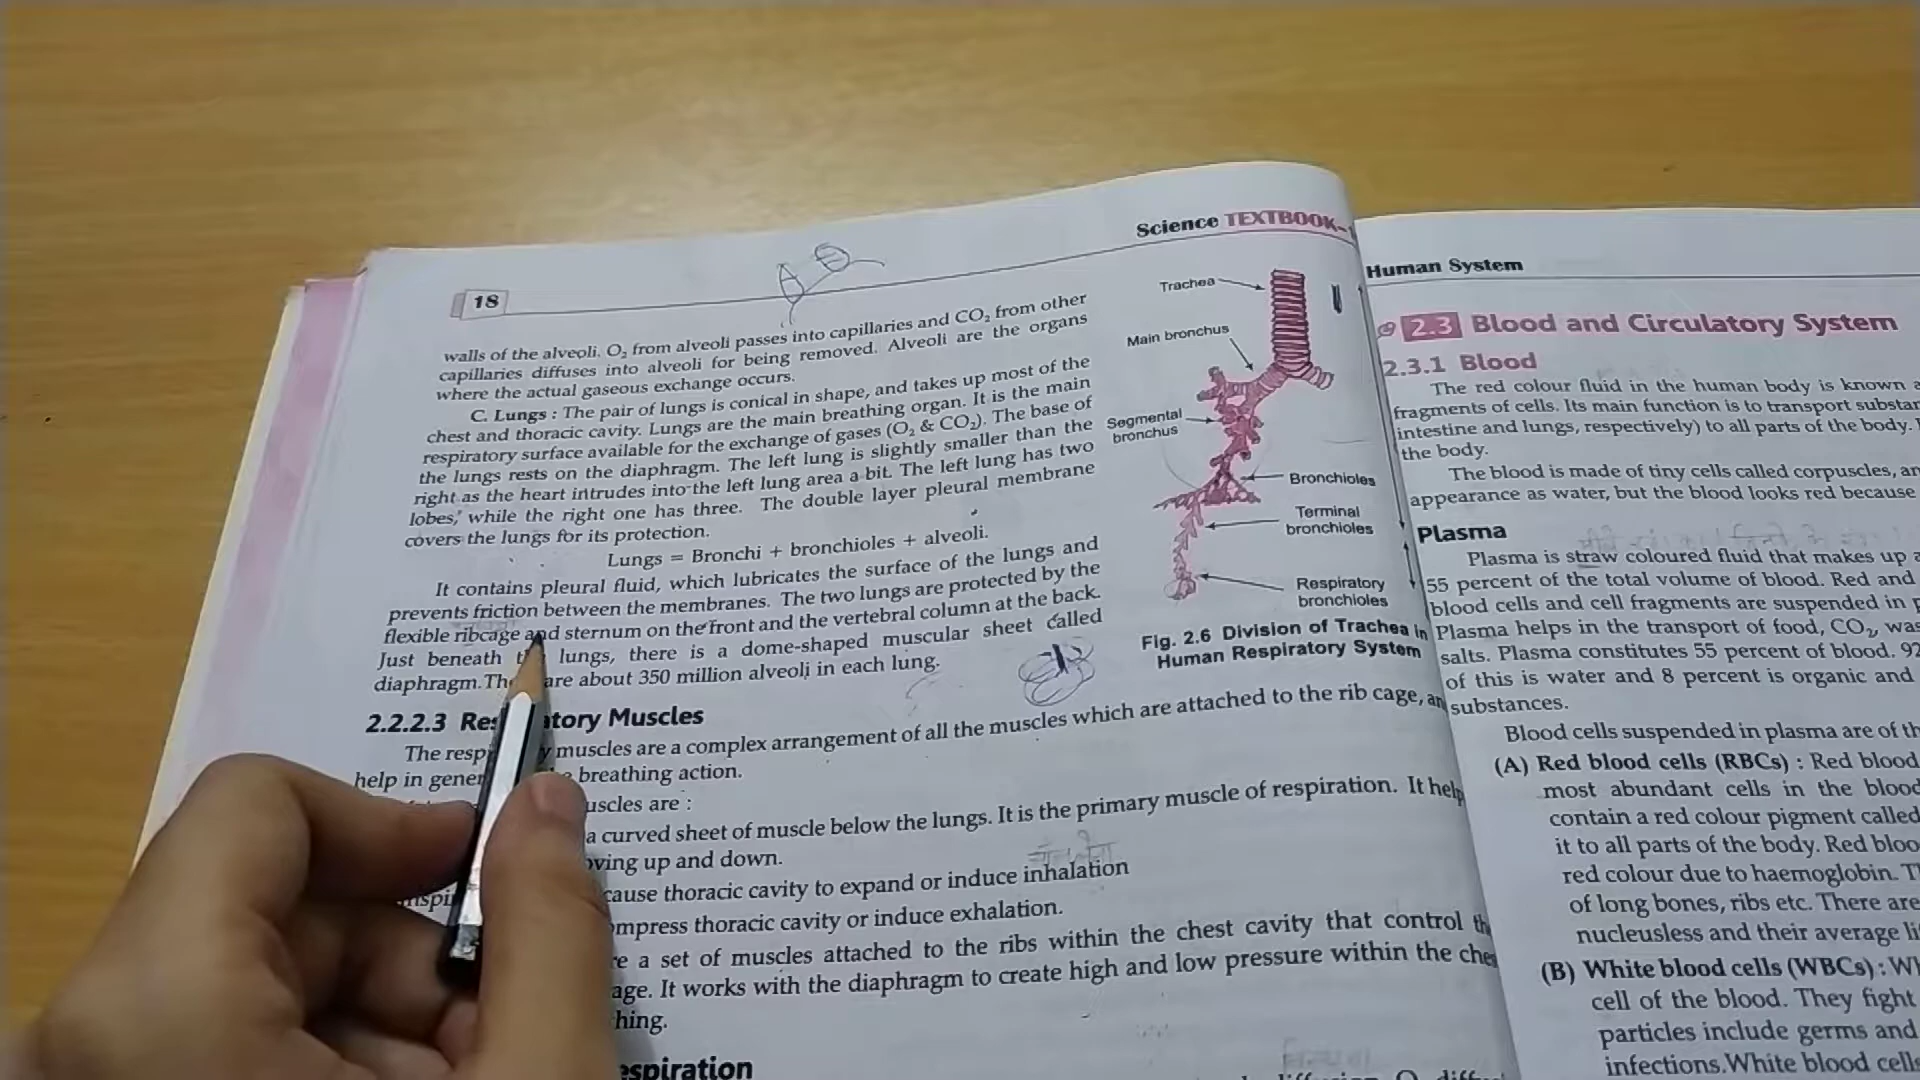 Science TEXTBOOK-
18
walls of the alveoli. O₂ from alveoli passes into capillaries and CO₂ from other
capillaries diffuses into alveoli for being removed. Alveoli are the organs
where the actual gaseous exchange occurs.
C. Lungs : The pair of lungs is conical in shape, and takes up most of the
chest and thoracic cavity. Lungs are the main breathing organ. It is the main
respiratory surface available for the exchange of gases (O₂ & CO₂). The base of
the lungs rests on the diaphragm. The left lung is slightly smaller than the
right as the heart intrudes into the left lung area a bit. The left lung has two
lobes, while the right one has three. The double layer pleural membrane
covers the lungs for its protection.
Lungs = Bronchi + bronchioles + alveoli.
It contains pleural fluid, which lubricates the surface of the lungs and
prevents friction between the membranes. The two lungs are protected by the
flexible ribcage and sternum on the front and the vertebral column at the back.
Just beneath lungs, there is a dome-shaped muscular sheet called
diaphragm. are about 350 million alveoli in each lung.
Trachea
Main bronchus
Segmental
bronchus
Bronchioles
Terminal
bronchioles
Respiratory
bronchioles
Fig. 2.6 Division of Trachea in
Human Respiratory System
2.2.2.3 Respiratory Muscles
The muscles are a complex arrangement of all the muscles which are attached to the rib cage,
help in breathing action.
are :
a curved sheet of muscle below the lungs. It is the primary muscle of respiration. It
up and down.
cause thoracic cavity to expand or induce inhalation
thoracic cavity or induce exhalation.
a set of muscles attached to the ribs within the chest cavity that control
It works with the diaphragm to create high and low pressure within the
Human System
2.3 Blood and Circulatory System
2.3.1 Blood
The red colour fluid in the human body is known
fragments of cells. Its main function is to transport
intestine and lungs, respectively) to all parts of the body.
the body.
The blood is made of tiny cells called corpuscles,
appearance as water, but the blood looks red because
Plasma
Plasma is straw coloured fluid that makes up
55 percent of the total volume of blood. Red and
blood cells and cell fragments are suspended in
Plasma helps in the transport of food, CO₂,
salts. Plasma constitutes 55 percent of blood. 92
of this is water and 8 percent is organic and
substances.
Blood cells suspended in plasma are of
(A) Red blood cells (RBCs) : Red blood
most abundant cells in the blood
contain a red colour pigment called
it to all parts of the body. Red
red colour due to haemoglobin.
of long bones, ribs etc. There are
nucleusless and their average
(B) White blood cells (WBCs) :
cell of the blood. They fight
particles include germs and
infections. White blood cells